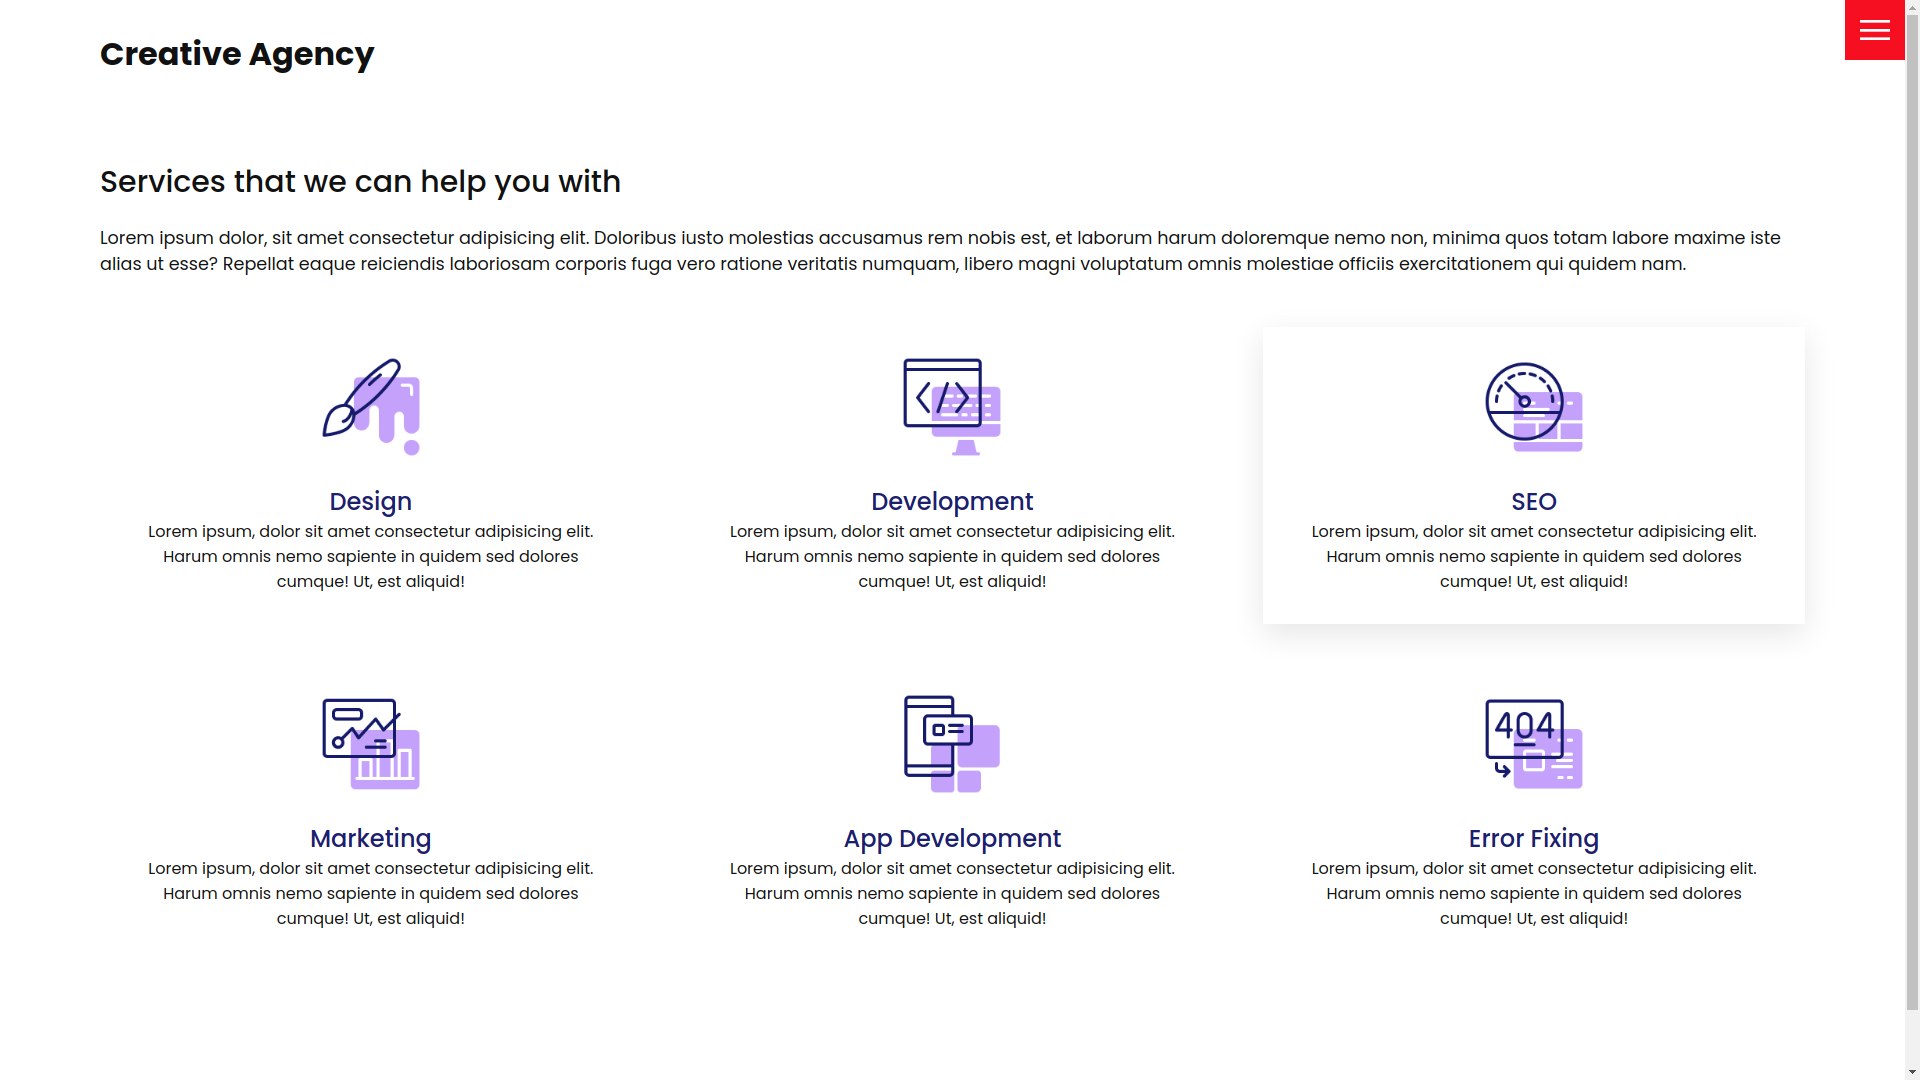 Creative Agency
Services that we can help you with
Lorem ipsum dolor, sit amet consectetur adipisicing elit. Doloribus iusto molestias accusamus rem nobis est, et laborum harum doloremque nemo non, minima quos totam labore maxime iste
alias ut esse? Repellat eaque reiciendis laboriosam corporis fuga vero ratione veritatis numquam, libero magni voluptatum omnis molestiae officiis exercitationem qui quidem nam.
Design
Lorem ipsum, dolor sit amet consectetur adipisicing elit.
Harum omnis nemo sapiente in quidem sed dolores
cumque! Ut, est aliquid!
Development
Lorem ipsum, dolor sit amet consectetur adipisicing elit.
Harum omnis nemo sapiente in quidem sed dolores
cumque! Ut, est aliquid!
SEO
Lorem ipsum, dolor sit amet consectetur adipisicing elit.
Harum omnis nemo sapiente in quidem sed dolores
cumque! Ut, est aliquid!
Marketing
Lorem ipsum, dolor sit amet consectetur adipisicing elit.
Harum omnis nemo sapiente in quidem sed dolores
cumque! Ut, est aliquid!
App Development
Lorem ipsum, dolor sit amet consectetur adipisicing elit.
Harum omnis nemo sapiente in quidem sed dolores
cumque! Ut, est aliquid!
404
Error Fixing
Lorem ipsum, dolor sit amet consectetur adipisicing elit.
Harum omnis nemo sapiente in quidem sed dolores
cumque! Ut, est aliquid!